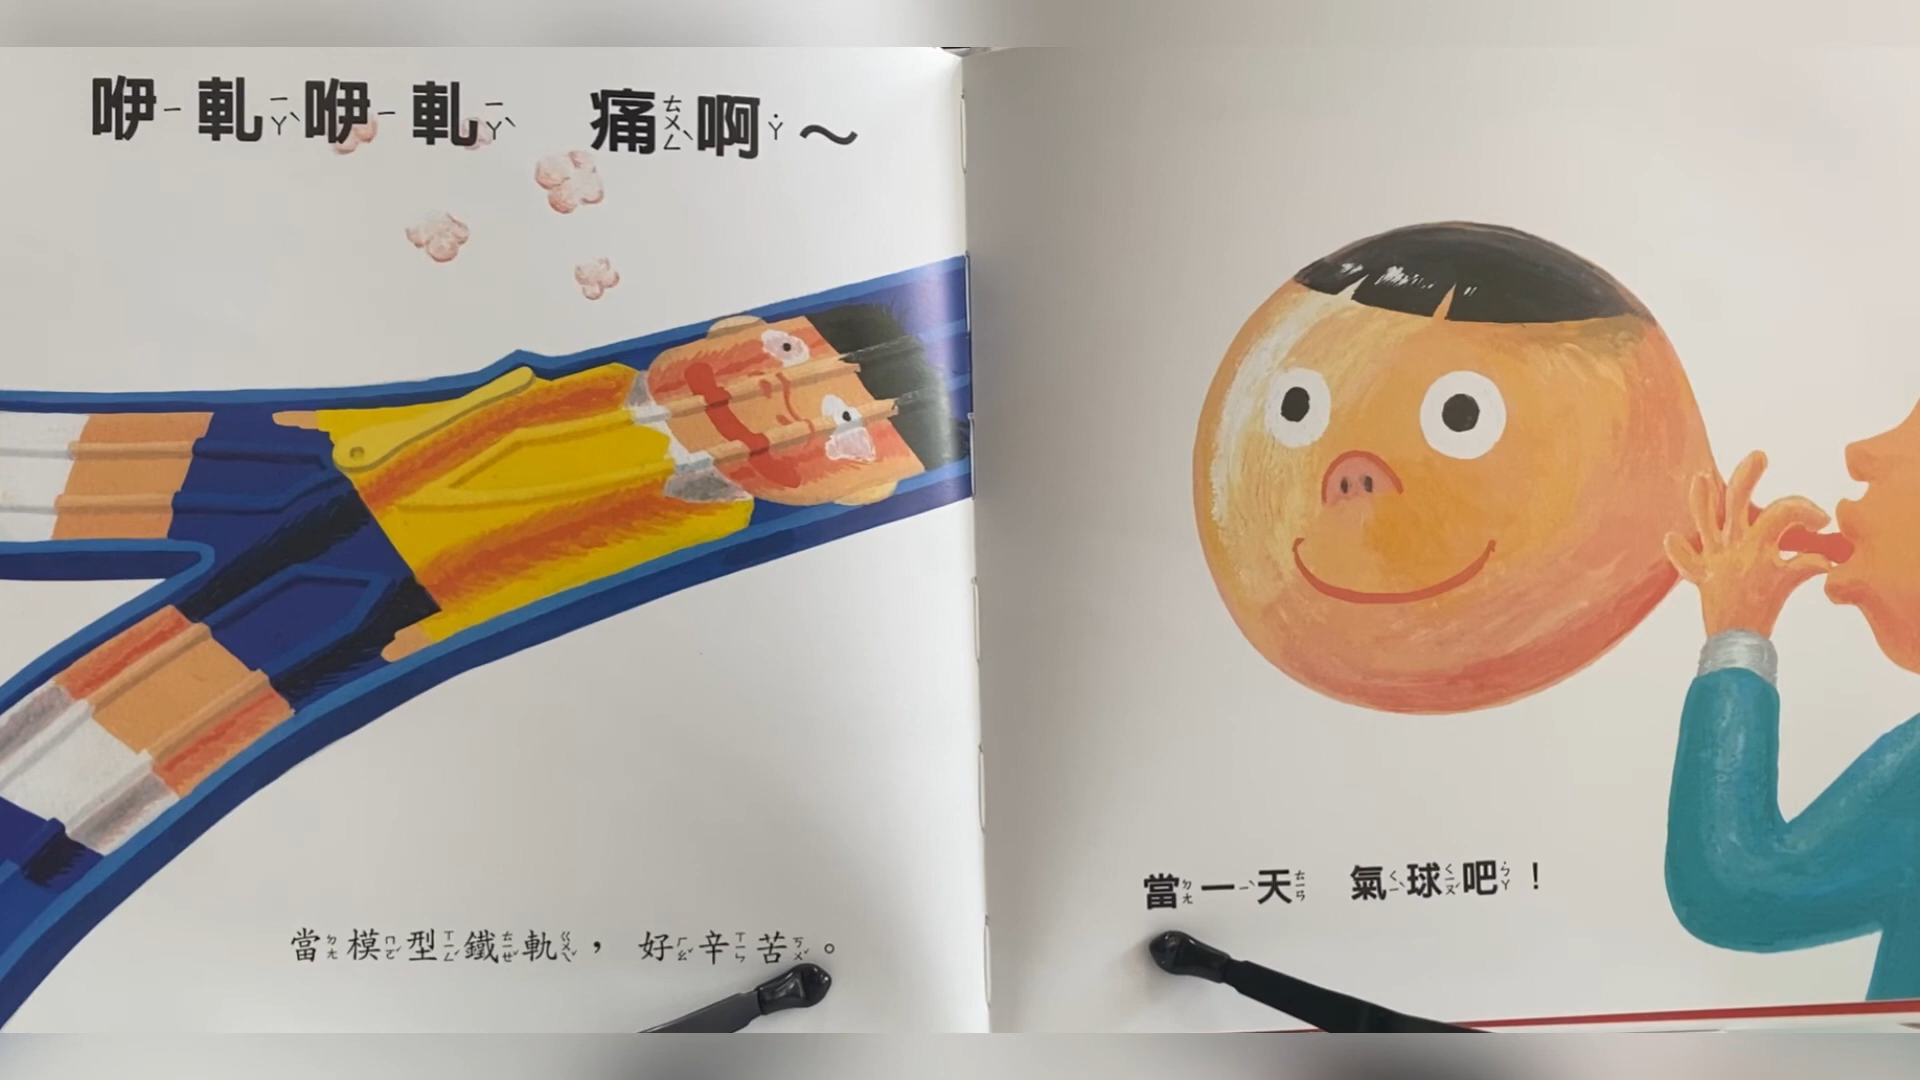 咿軋咿軋 痛啊～
當模型鐵軌， 好辛苦。
當一天 氣球吧！